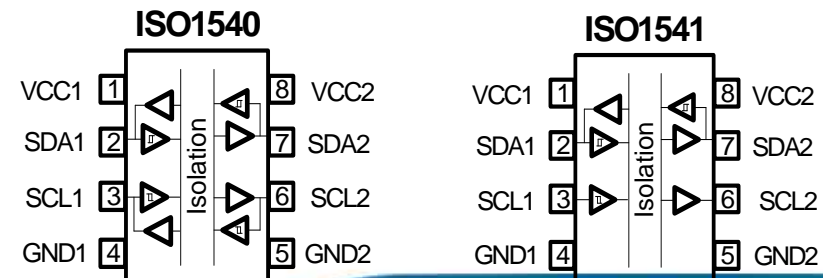 ISO1540
VCC1 1 8 VCC2
SDA1 2 7 SDA2
SCL1 3 6 SCL2
GND1 4 5 GND2
Isolation
ISO1541
VCC1 1 8 VCC2
SDA1 2 7 SDA2
SCL1 3 6 SCL2
GND1 4 5 GND2
Isolation